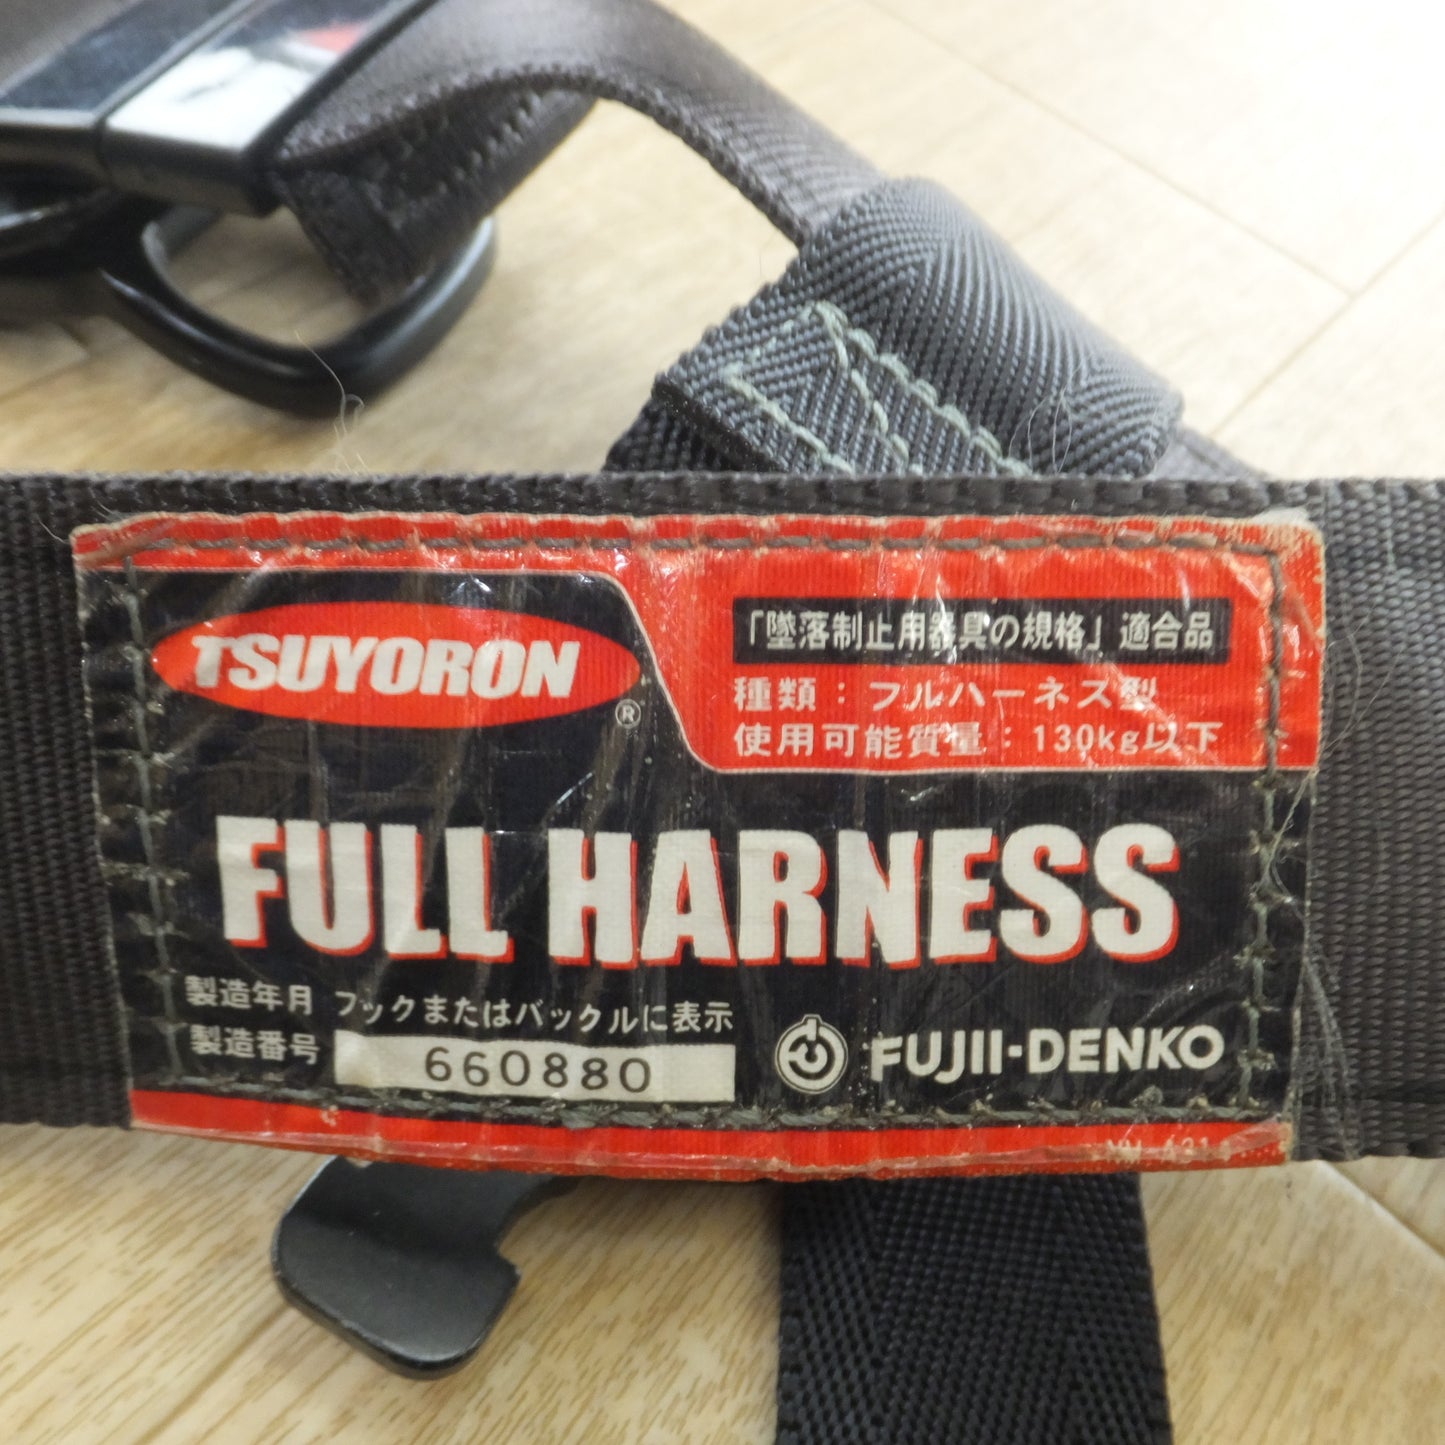 TSUYORON
®
「墜落制止用器具の規格」適合品
種類：フルハーネス型
使用可能質量：130kg以下
FULL HARNESS
製造年月 フックまたはバックルに表示
製造番号 660880
FUJII-DENKO